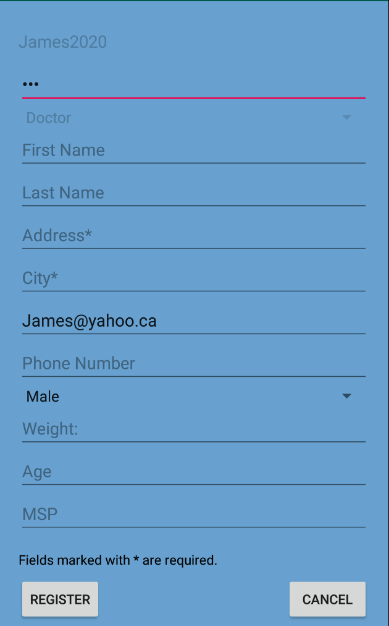 James2020
•••
Doctor
First Name
Last Name
Address*
City*
James@yahoo.ca
Phone Number
Male
Weight:
Age
MSP
Fields marked with * are required.
REGISTER CANCEL